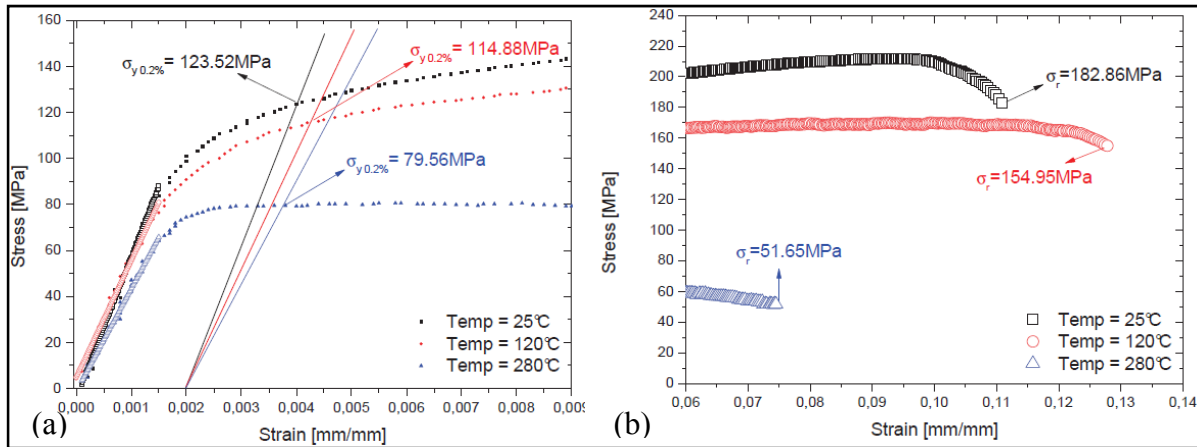 160
140
120
100
80
60
40
20
0
Stress [MPa]
σy 0.2% = 123.52MPa
σy 0.2% = 114.88MPa
σy 0.2% = 79.56MPa
Temp = 25°C
Temp = 120°C
Temp = 280°C
0,000 0,001 0,002 0,003 0,004 0,005 0,006 0,007 0,008 0,009
Strain [mm/mm]
(a)
240
220
200
180
160
140
120
100
80
60
40
20
0
Stress [MPa]
σr = 182.86MPa
σr = 154.95MPa
σr = 51.65MPa
Temp = 25°C
Temp = 120°C
Temp = 280°C
0,06 0,07 0,08 0,09 0,10 0,11 0,12 0,13 0,14
Strain [mm/mm]
(b)